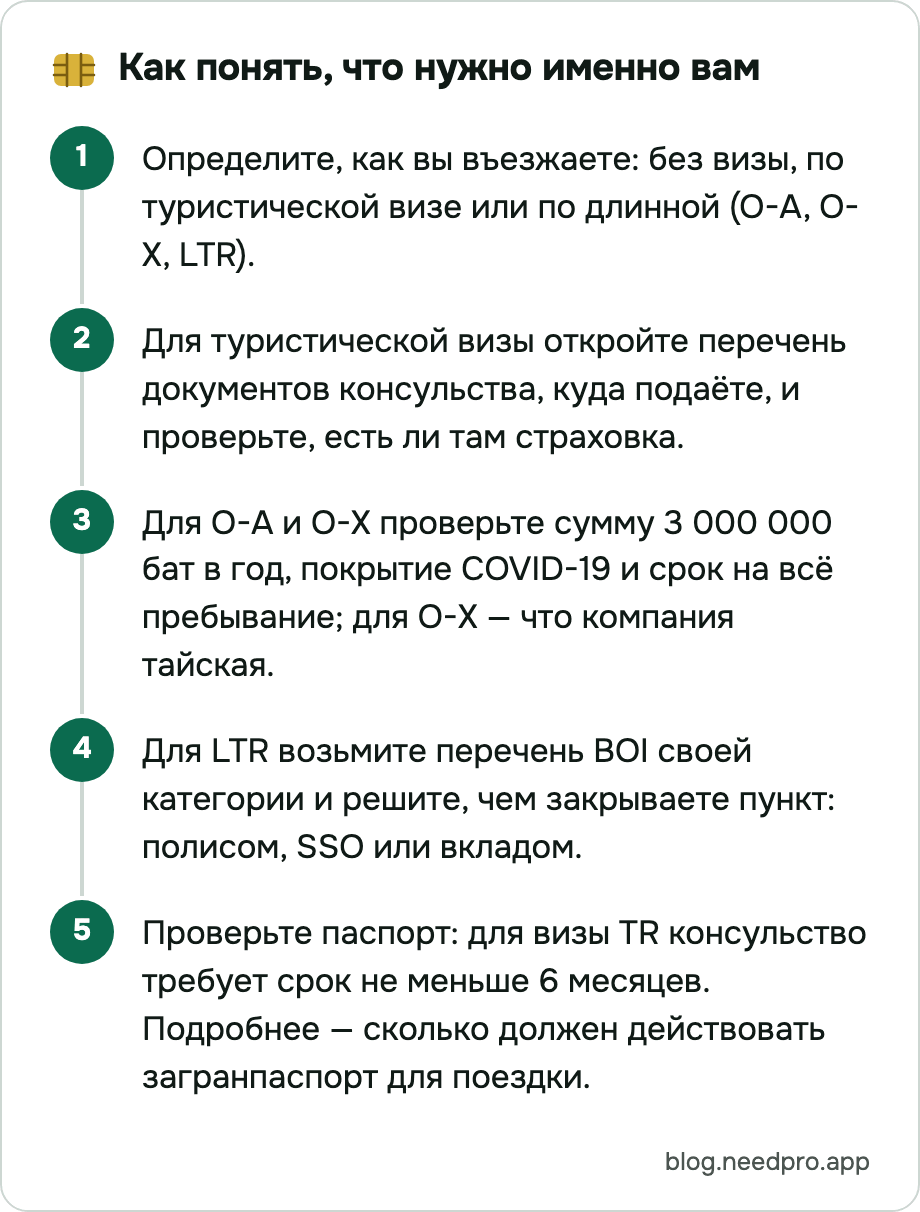 Как понять, что нужно именно вам
1
Определите, как вы въезжаете: без визы, по
туристической визе или по длинной (O-A, O-
X, LTR).
2
Для туристической визы откройте перечень
документов консульства, куда подаёте, и
проверьте, есть ли там страховка.
3
Для O-A и O-X проверьте сумму 3 000 000
бат в год, покрытие COVID-19 и срок на всё
пребывание; для O-X — что компания
тайская.
4
Для LTR возьмите перечень BOI своей
категории и решите, чем закрываете пункт:
полисом, SSO или вкладом.
5
Проверьте паспорт: для визы TR консульство
требует срок не меньше 6 месяцев.
Подробнее — сколько должен действовать
загранпаспорт для поездки.
blog.needpro.app